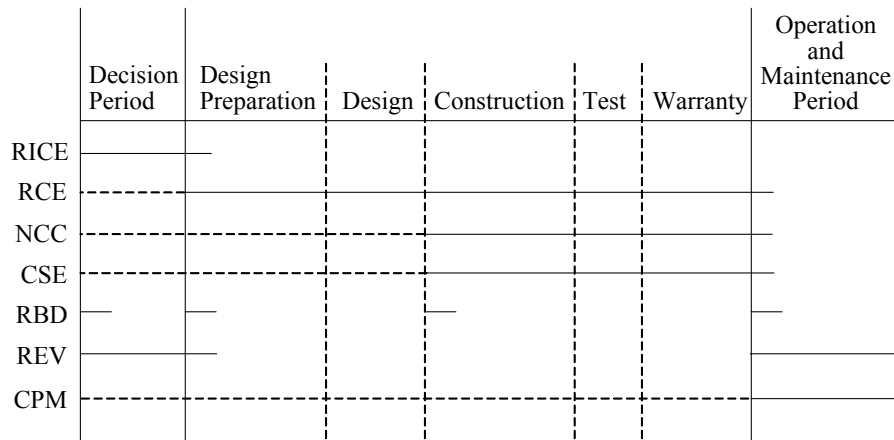 Operation
and
Maintenance
Period
Decision
Period
Design
Preparation
Design
Construction
Test
Warranty
RICE
RCE
NCC
CSE
RBD
REV
CPM